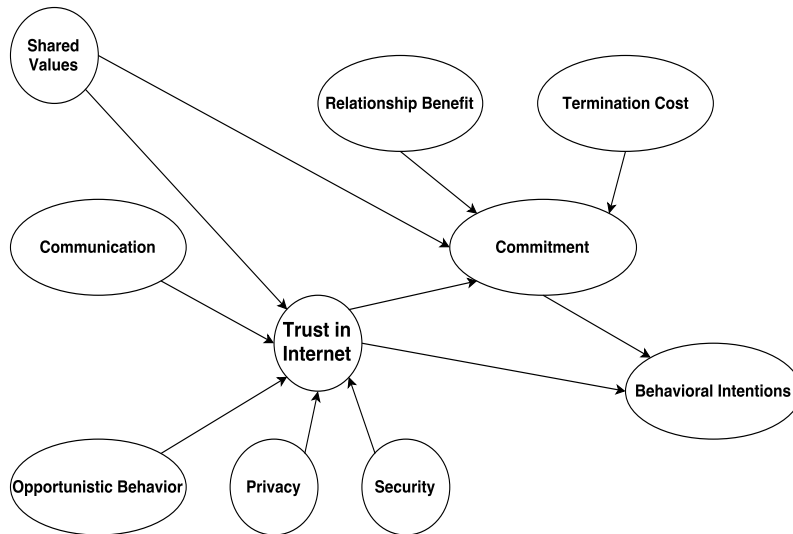 Shared
Values
Relationship Benefit
Termination Cost
Communication
Commitment
Trust in
Internet
Behavioral Intentions
Opportunistic Behavior
Privacy
Security